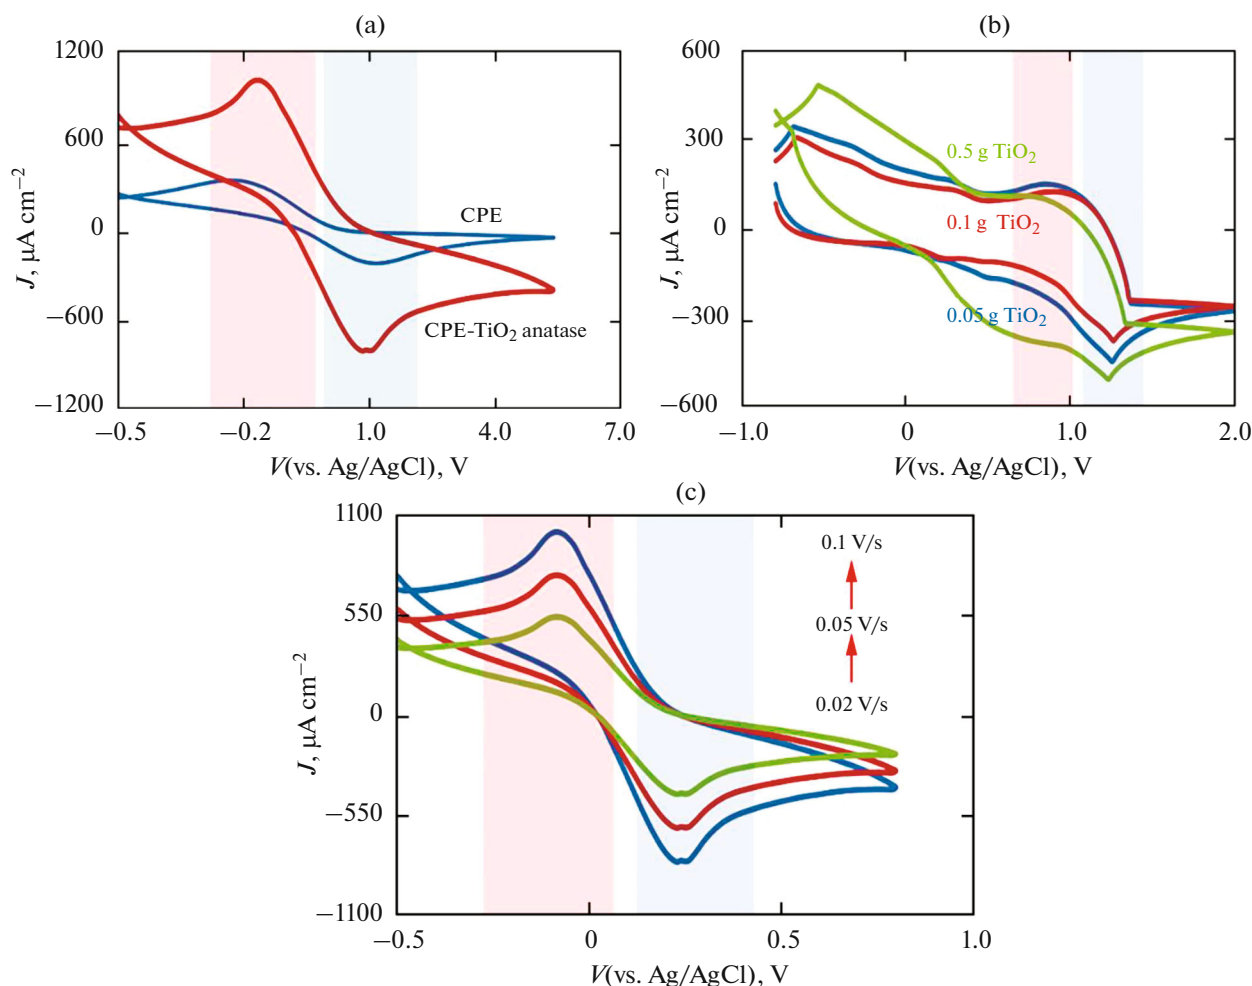 (a)
1200
600
0
−600
−1200
J, μA cm−2
CPE
CPE-TiO2 anatase
−0.5
−0.2
1.0
4.0
7.0
V(vs. Ag/AgCl), V
(b)
600
300
0
−300
−600
J, μA cm−2
0.5 g TiO2
0.1 g TiO2
0.05 g TiO2
−1.0
0
1.0
2.0
V(vs. Ag/AgCl), V
(c)
1100
550
0
−550
−1100
J, μA cm−2
0.1 V/s
0.05 V/s
0.02 V/s
−0.5
0
0.5
1.0
V(vs. Ag/AgCl), V